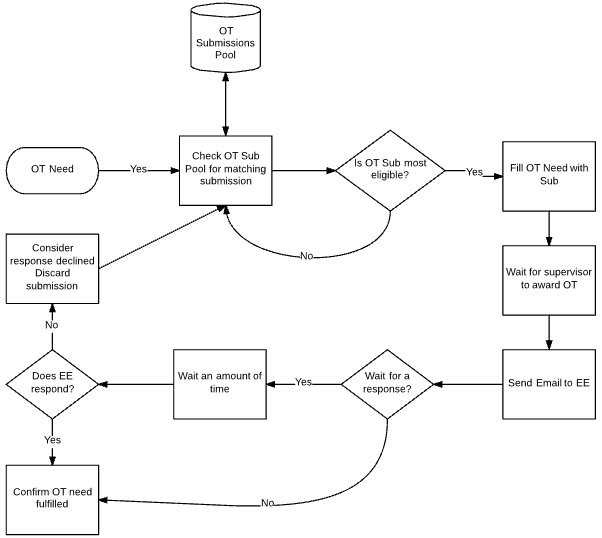 OT
Submissions
Pool
OT Need
Yes
Check OT Sub
Pool for matching
submission
Is OT Sub most
eligible?
Yes
Fill OT Need with
Sub
No
Consider
response declined
Discard
submission
Wait for supervisor
to award OT
No
Does EE
respond?
Wait an amount of
time
Yes
Wait for a
response?
Send Email to EE
Yes
Confirm OT need
fulfilled
No